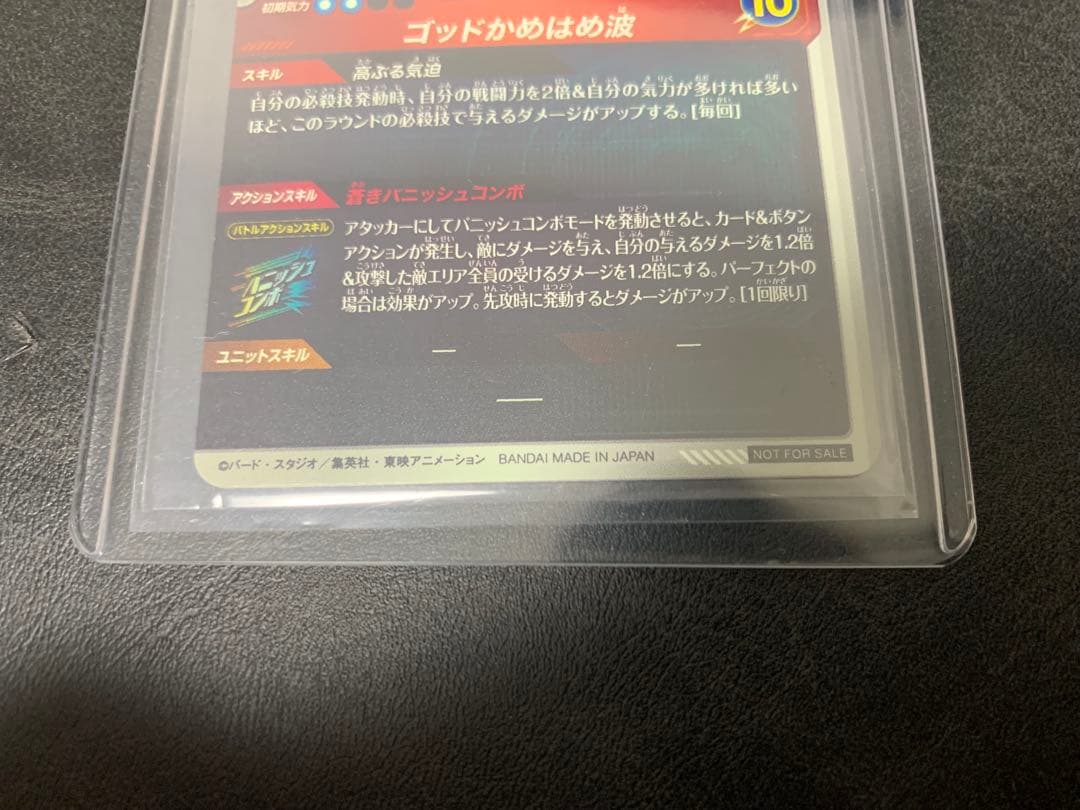 初期気力
10
ゴッドかめはめ波
スキル
高ぶる気迫
自分の必殺技発動時、自分の戦闘力を2倍&自分の気力が多ければ多い
ほど、このラウンドの必殺技で与えるダメージがアップする。[毎回]
アクションスキル
蒼きバニッシュコンボ
バトルアクションスキル
バニッシュ
コンボ
アタッカーにしてバニッシュコンボモードを発動させると、カード&ボタン
アクションが発生し、敵にダメージを与え、自分の与えるダメージを1.2倍
&攻撃した敵エリア全員の受けるダメージを1.2倍にする。パーフェクトの
場合は効果がアップ。先攻時に発動するとダメージがアップ。[1回限り]
ユニットスキル
©バード・スタジオ／集英社・東映アニメーション BANDAI MADE IN JAPAN
NOT FOR SALE